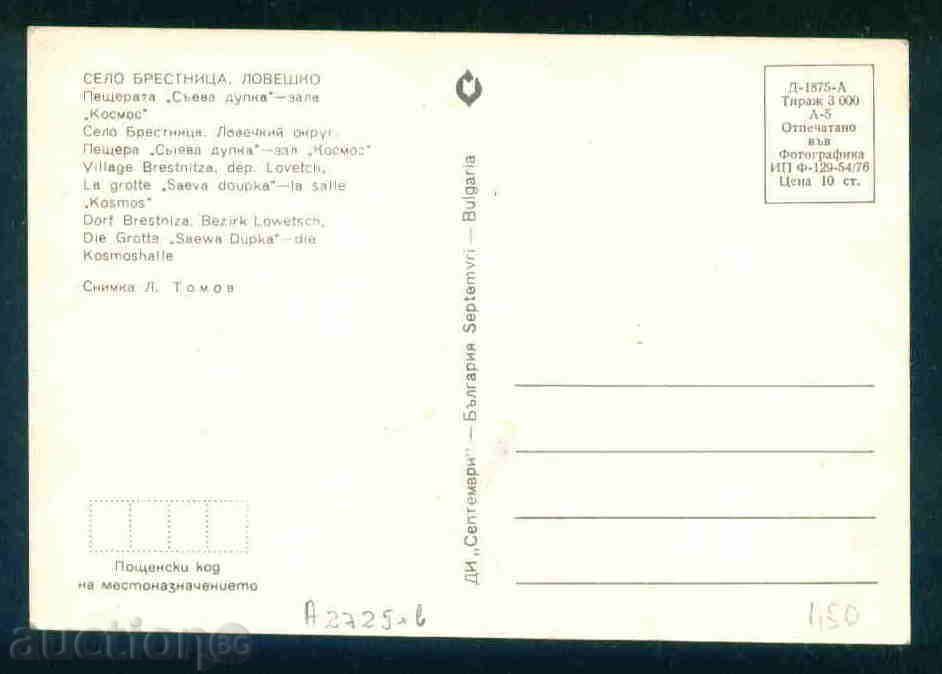 СЕЛО БРЕСТНИЦА, ЛОВЕШКО
Пещерата „Съева дупка“—зала
„Космос“
Село Брестница, Ловечкий округ,
Пещера „Сыева дупка“—зал „Космос“
Village Brestnitza, dép. Lovetch,
La grotte „Saeva doupka“—la salle
„Kosmos“
Dorf Brestniza, Bezirk Lowetsch,
Die Grotte „Saewa Dupka“—die
Kosmoshalle
Снимка Л. Томов
Пощенски код
на местоназначението
ДИ „Септември“ — България Septemvri — Bulgaria
Д-1875-А
Тираж 3 000
А-5
Отпечатано
във
Фотографика
ИП Ф-129-54/76
Цена 10 ст.
А 2725 в
1,50
auction.BG